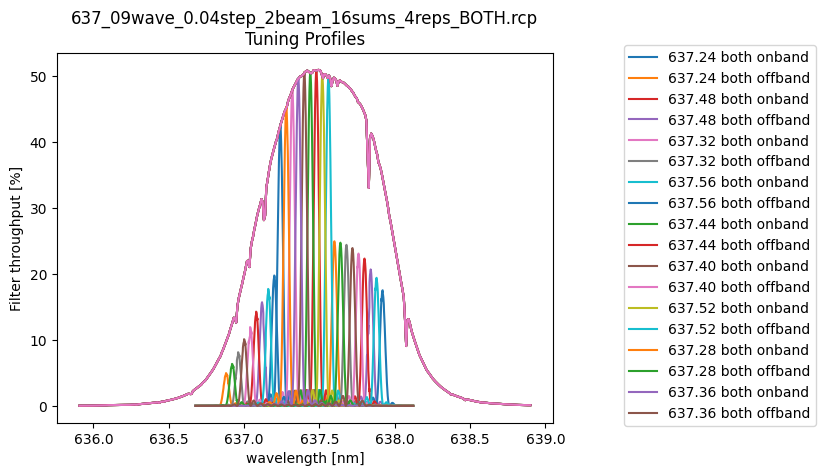 637_09wave_0.04step_2beam_16sums_4reps_BOTH.rcp
Tuning Profiles
Filter throughput [%]
50
40
30
20
10
0
636.0 636.5 637.0 637.5 638.0 638.5 639.0
wavelength [nm]
637.24 both onband
637.24 both offband
637.48 both onband
637.48 both offband
637.32 both onband
637.32 both offband
637.56 both onband
637.56 both offband
637.44 both onband
637.44 both offband
637.40 both onband
637.40 both offband
637.52 both onband
637.52 both offband
637.28 both onband
637.28 both offband
637.36 both onband
637.36 both offband